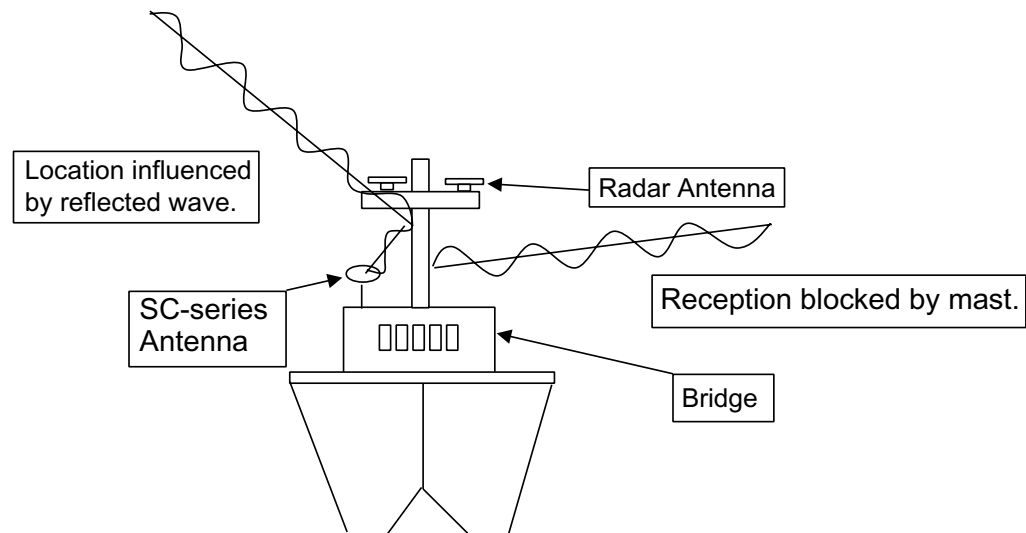 Location influenced
by reflected wave.
Radar Antenna
SC-series
Antenna
Reception blocked by mast.
Bridge